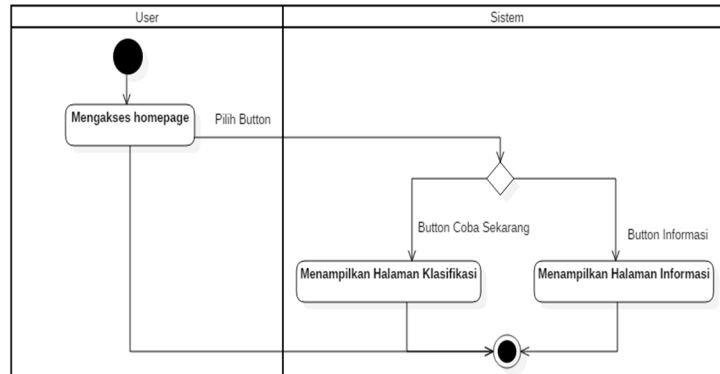 User
Sistem
Mengakses homepage
Pilih Button
Button Coba Sekarang
Button Informasi
Menampilkan Halaman Klasifikasi
Menampilkan Halaman Informasi